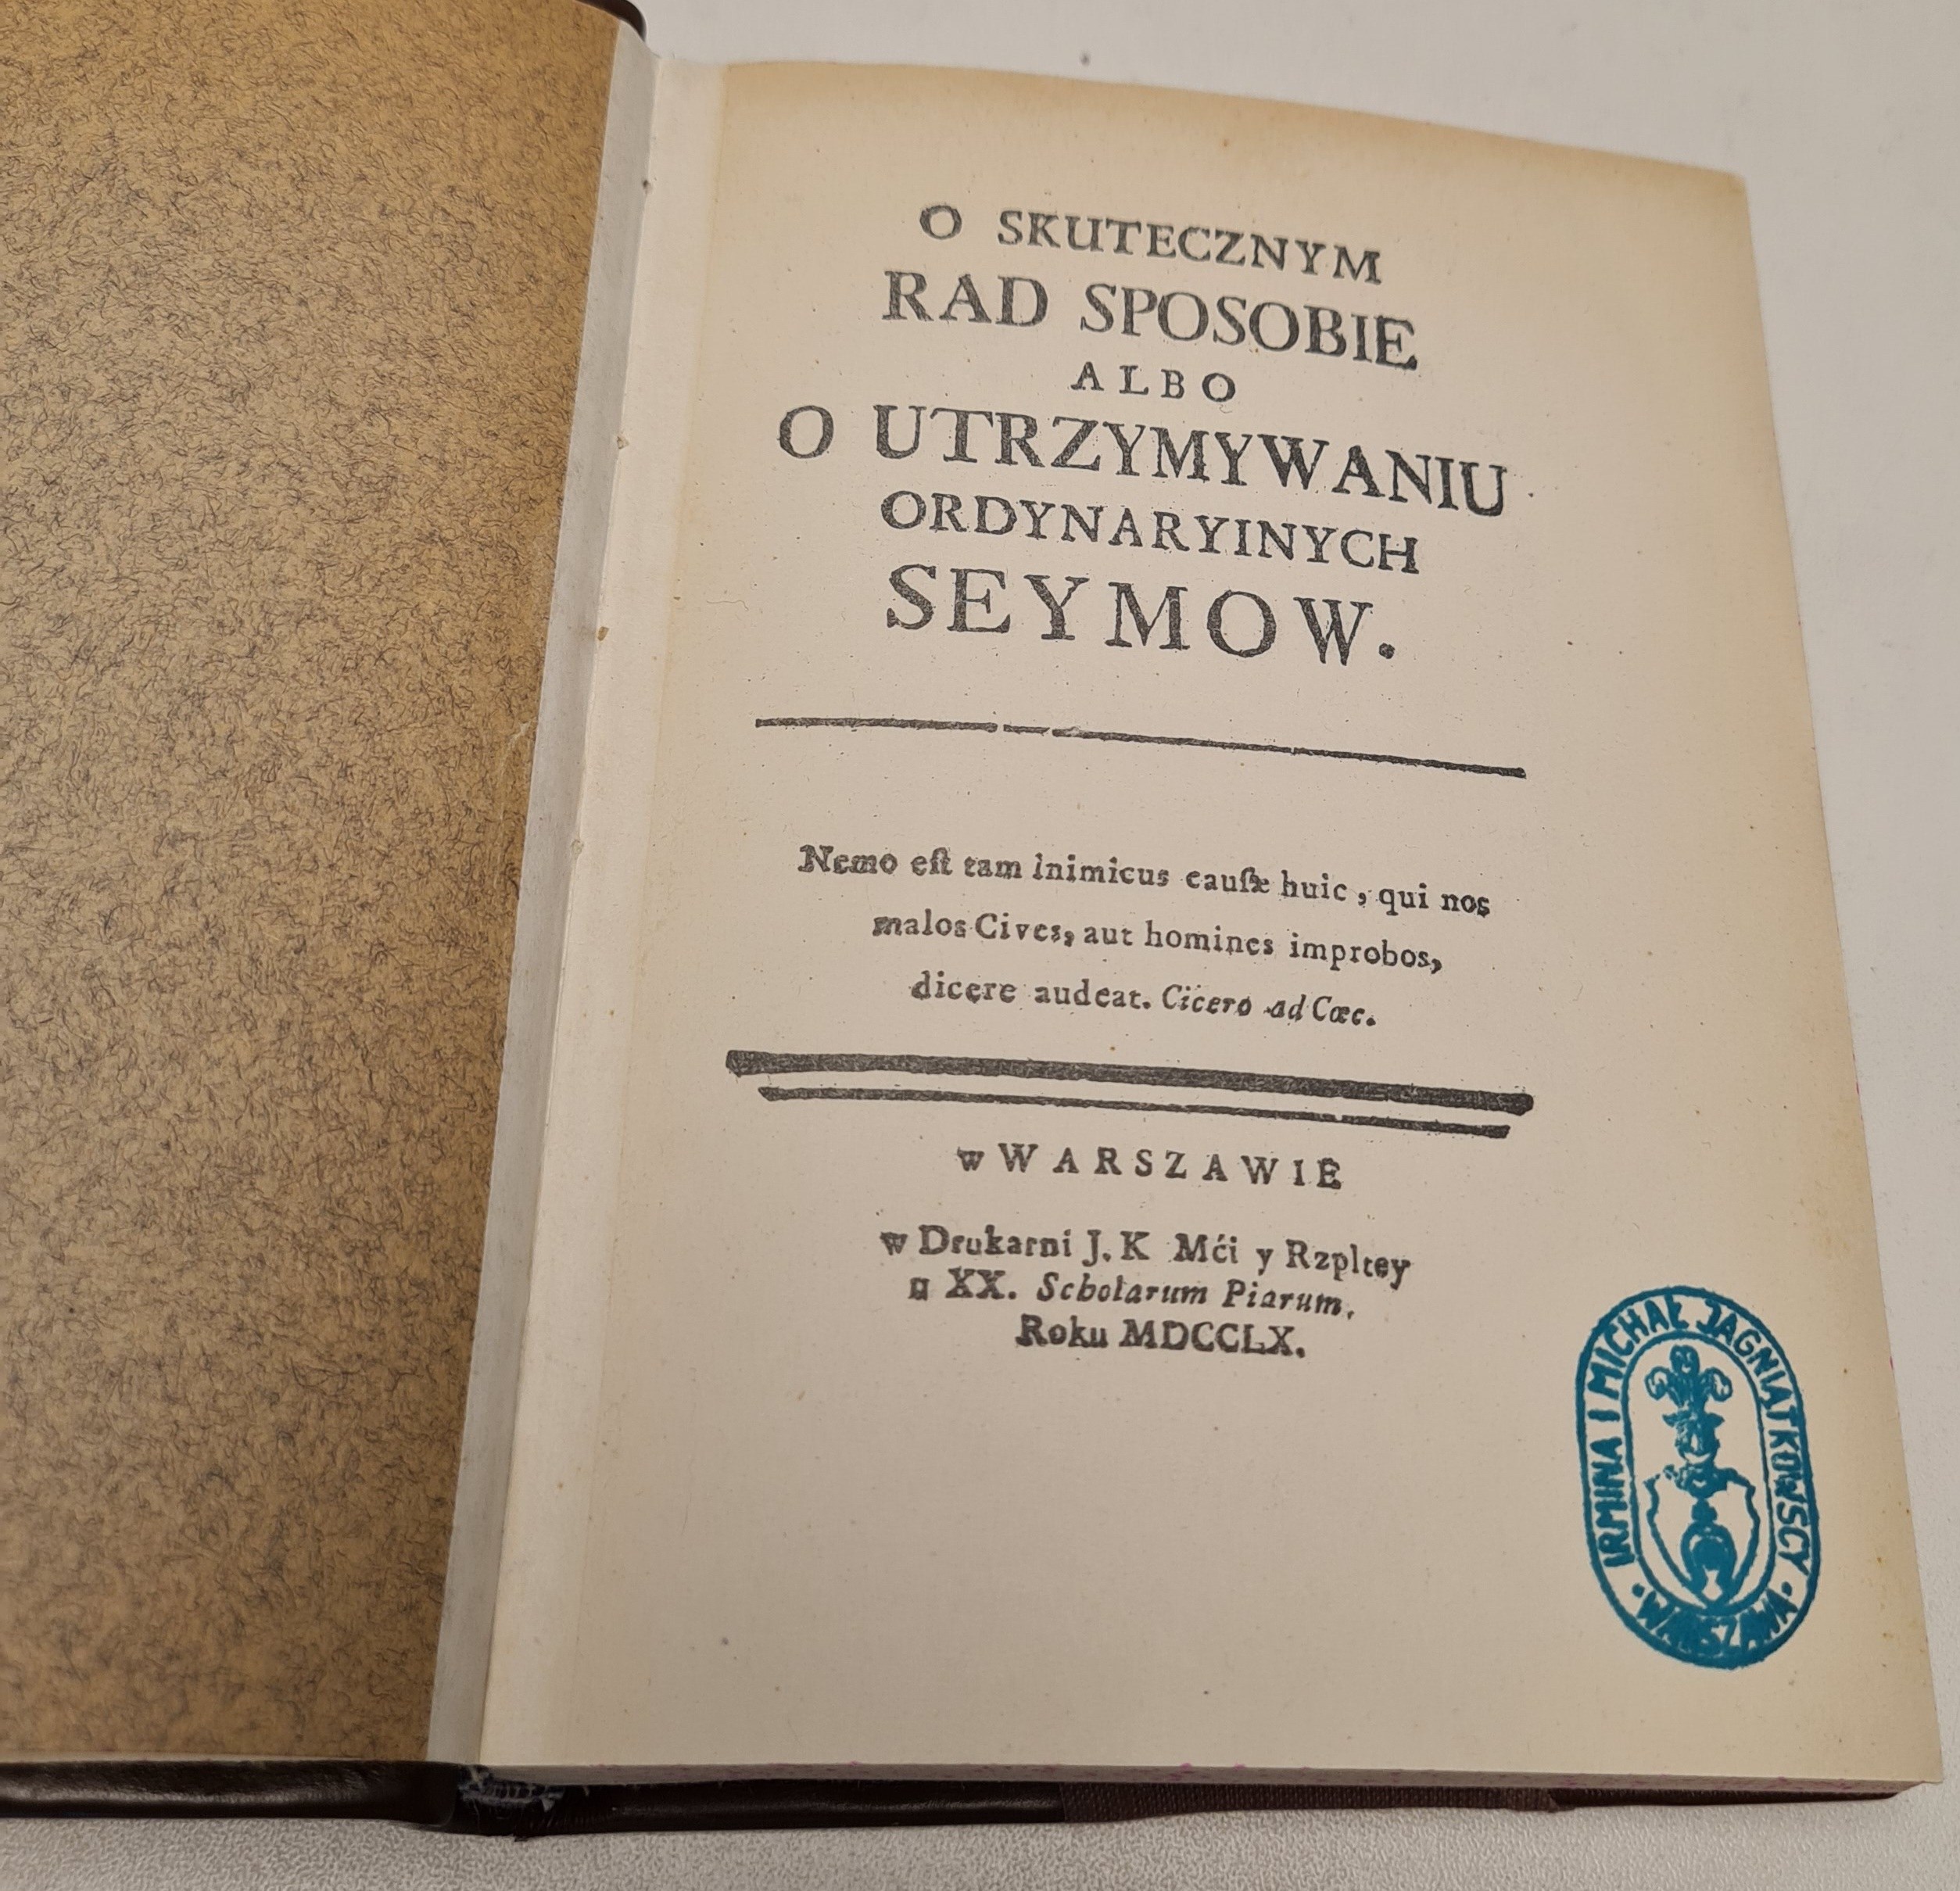 O SKUTECZNYM
RAD SPOSOBIE
ALBO
O UTRZYMYWANIU
ORDYNARYINYCH
SEYMOW.
Nemo eſt tam inimicus cauſæ huic, qui nos
malos Cives, aut homines improbos,
dicere audeat. Cicero ad Cœc.
w WARSZAWIE
w Drukarni J. K Mći y Rzpltey
u XX. Scholarum Piarum.
Roku MDCCLX.
IRMINA I MICHAŁ JAGNIĄTKOWSCY
• WARSZAWA •